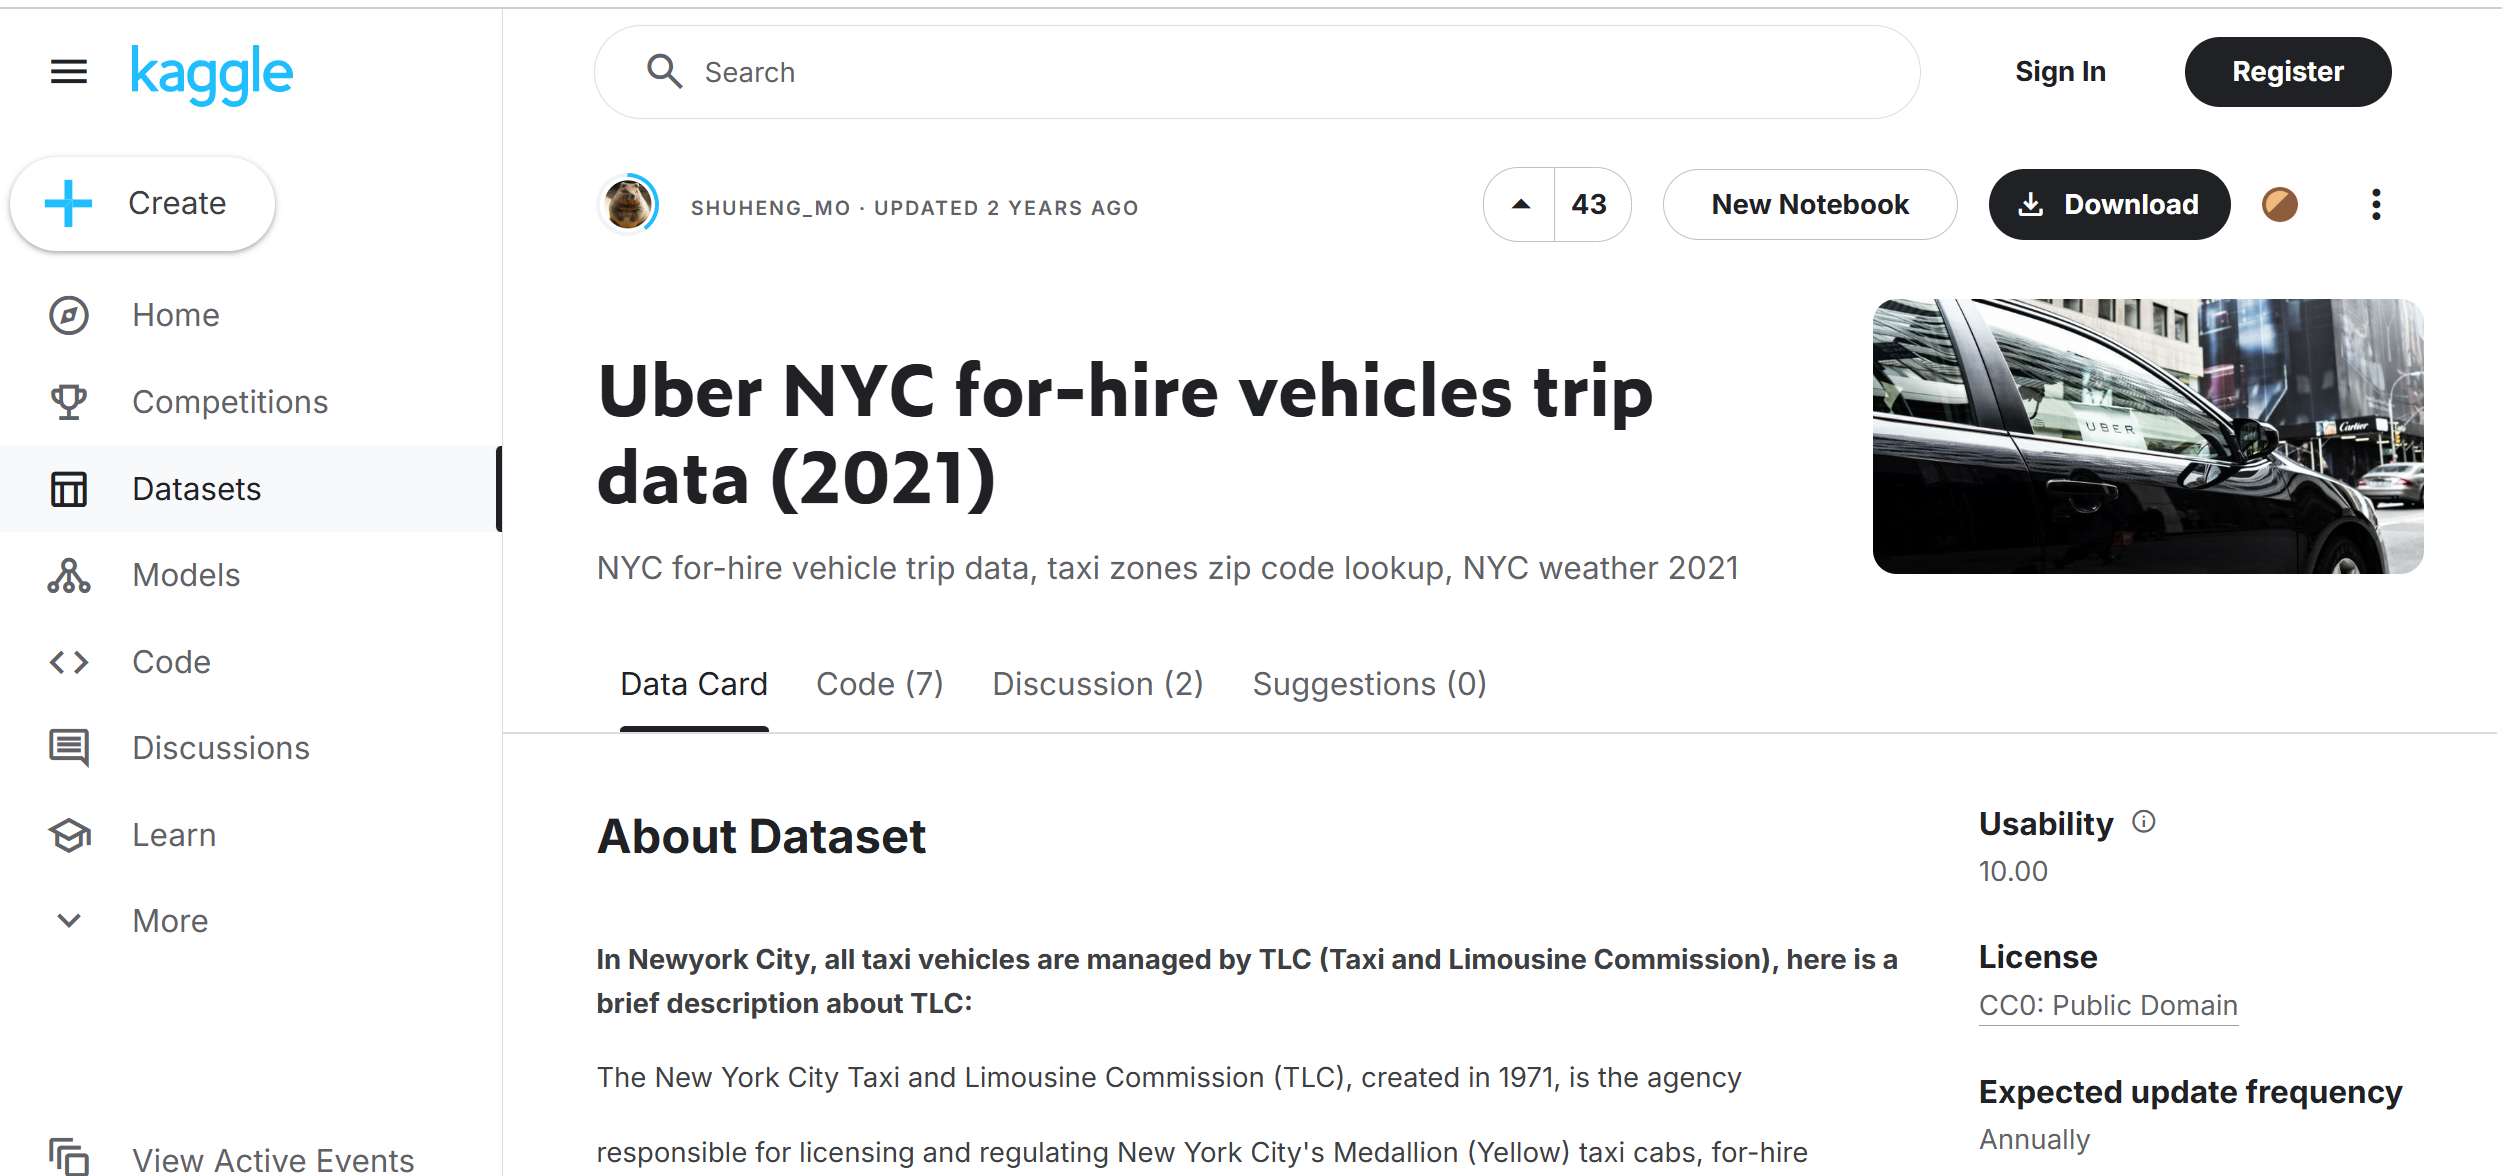 kaggle
Search
Sign In
Register
Create
Home
Competitions
Datasets
Models
Code
Discussions
Learn
More
View Active Events
SHUHENG_MO · UPDATED 2 YEARS AGO
43
New Notebook
Download
Uber NYC for-hire vehicles trip
data (2021)
NYC for-hire vehicle trip data, taxi zones zip code lookup, NYC weather 2021
UBER
Cartier
Data Card
Code (7)
Discussion (2)
Suggestions (0)
About Dataset
In Newyork City, all taxi vehicles are managed by TLC (Taxi and Limousine Commission), here is a
brief description about TLC:
The New York City Taxi and Limousine Commission (TLC), created in 1971, is the agency
responsible for licensing and regulating New York City's Medallion (Yellow) taxi cabs, for-hire
Usability
10.00
License
CC0: Public Domain
Expected update frequency
Annually